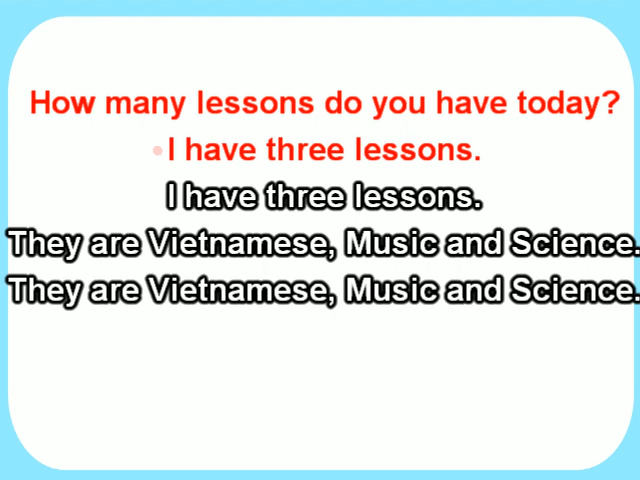 How many lessons do you have today?
I have three lessons.
I have three lessons.
They are Vietnamese, Music and Science.
They are Vietnamese, Music and Science.